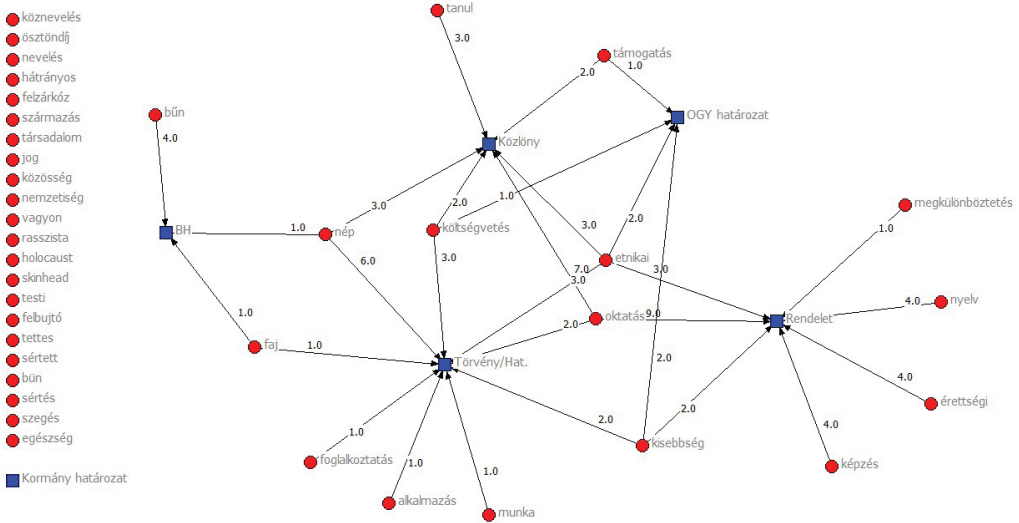 köznevelés
ösztöndíj
nevelés
hátrányos
felzárkóz
származás
társadalom
jog
közösség
nemzetiség
vagyon
rasszista
holocaust
skinhead
testi
felbujtó
tettes
sértett
bün
sértés
szegés
egészség
Kormány határozat
tanul
3.0
támogatás
2.0
1.0
bűn
4.0
OGY határozat
Közlöny
1.0
megkülönböztetés
1.0
3.0
2.0
2.0
BH
1.0
nép
költségvetés
3.0
6.0
3.0
etnikai
7.0
3.0
3.0
nyelv
4.0
1.0
oktatás
9.0
Rendelet
2.0
faj
1.0
Törvény/Hat.
2.0
4.0
érettségi
2.0
2.0
4.0
1.0
kisebbség
foglalkoztatás
1.0
1.0
képzés
alkalmazás
munka